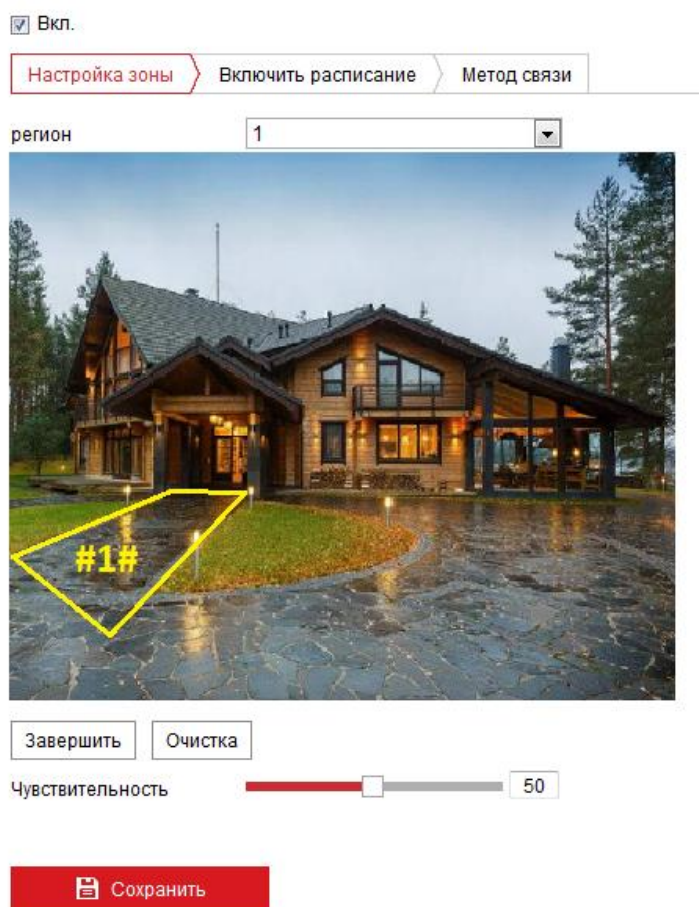 Вкл.
Настройка зоны Включить расписание Метод связи
регион 1
#1#
Завершить Очистка
Чувствительность 50
Сохранить